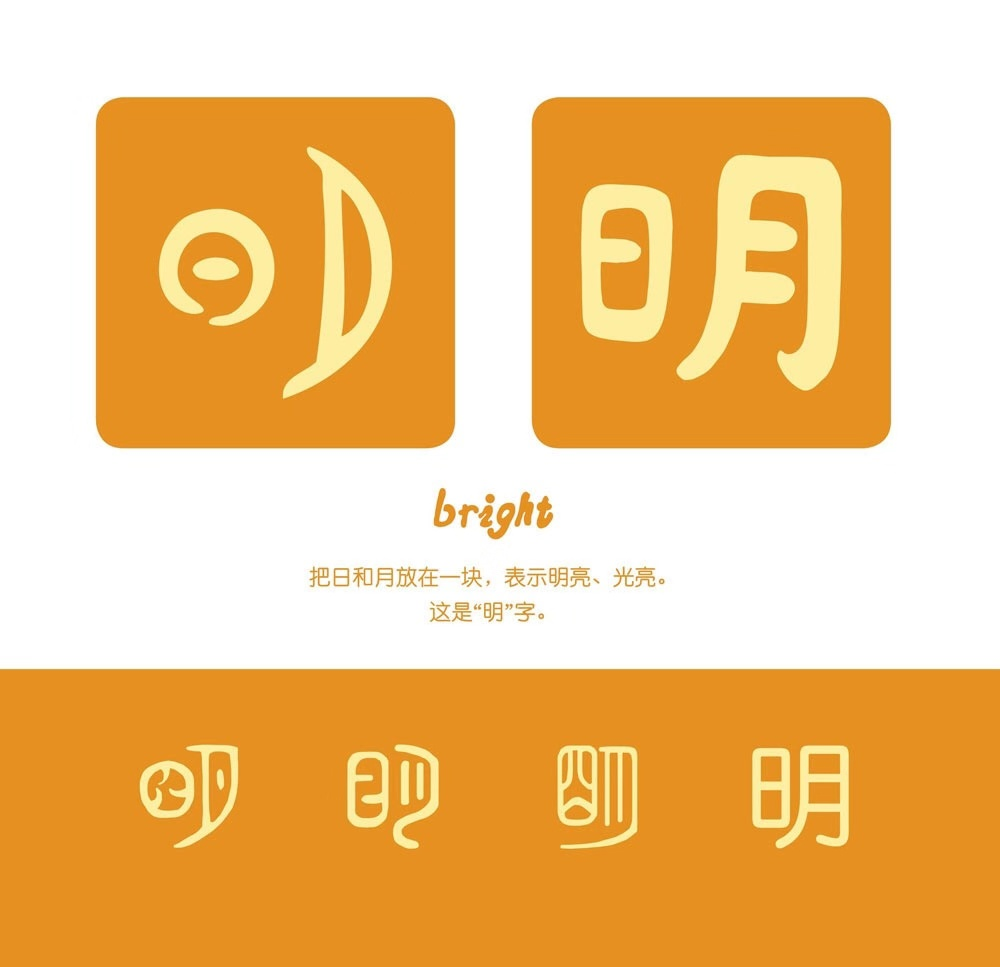 明
bright
把日和月放在一块，表示明亮、光亮。
这是“明”字。
明